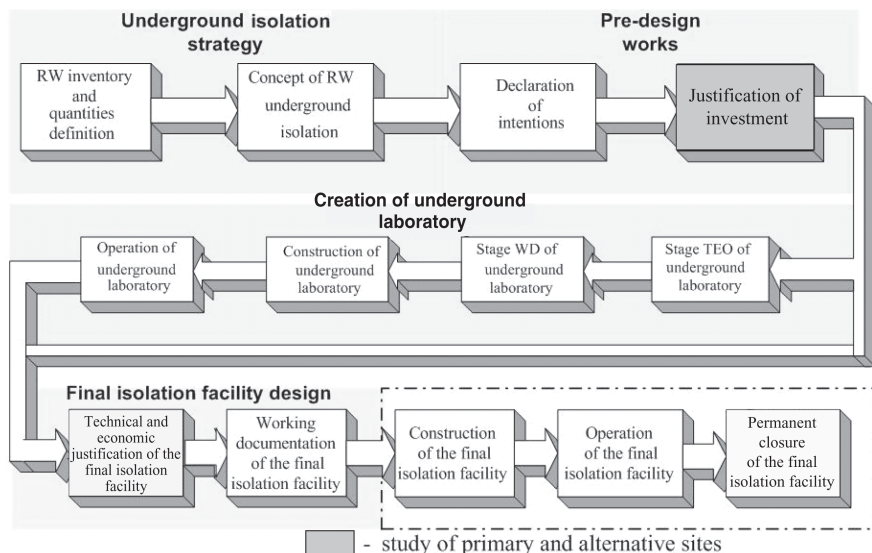 Underground isolation
strategy
Pre-design
works
RW inventory
and
quantities
definition
Concept of RW
underground
isolation
Declaration
of
intentions
Justification of
investment
Creation of underground
laboratory
Operation of
underground
laboratory
Construction of
underground
laboratory
Stage WD of
underground
laboratory
Stage TEO of
underground
laboratory
Final isolation facility design
Technical and
economic
justification of the
final isolation
facility
Working
documentation
of the final
isolation facility
Construction
of the final
isolation facility
Operation
of the final
isolation facility
Permanent
closure
of the final
isolation facility
- study of primary and alternative sites